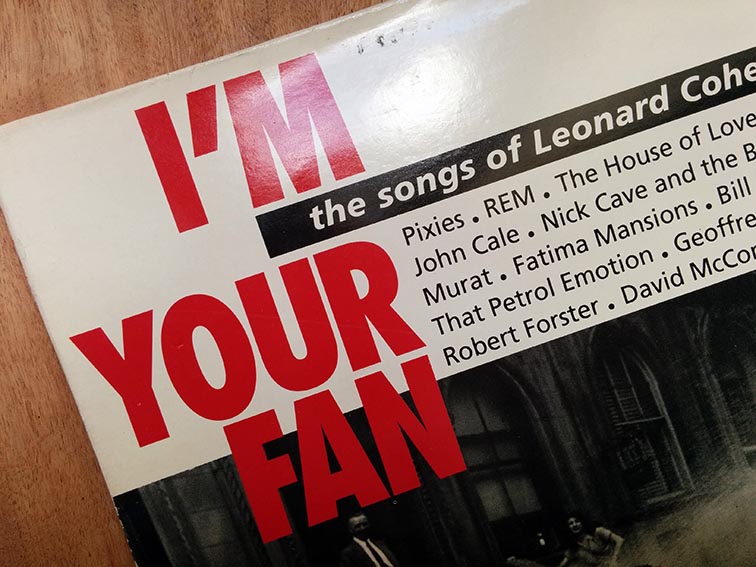 I'M
YOUR
FAN
the songs of Leonard Cohe
Pixies • REM • The House of Love
John Cale • Nick Cave and the B
Murat • Fatima Mansions • Bill
That Petrol Emotion • Geoffre
Robert Forster • David McCo